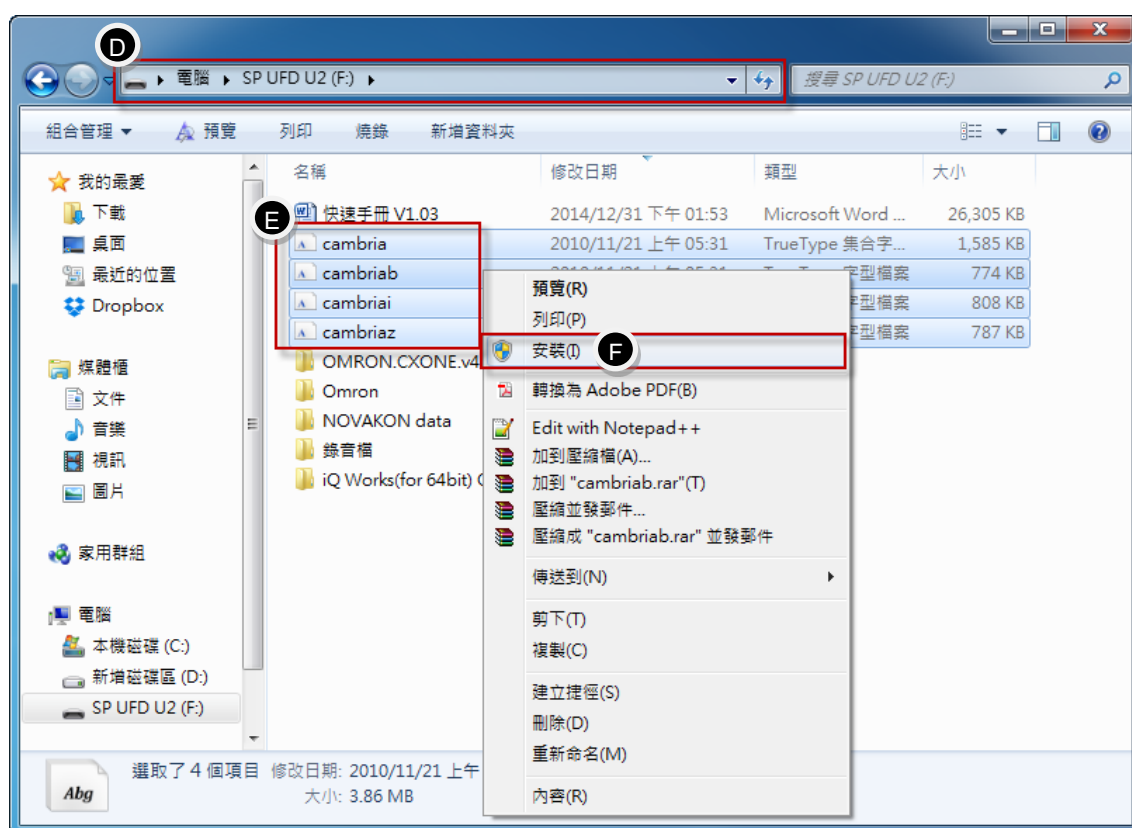 D
電腦 SP UFD U2 (F:)
搜尋 SP UFD U2 (F:)
組合管理 預覽 列印 燒錄 新增資料夾
名稱 修改日期 類型 大小
我的最愛
下載
桌面
最近的位置
Dropbox
媒體櫃
文件
音樂
視訊
圖片
家用群組
電腦
本機磁碟 (C:)
新增磁碟區 (D:)
SP UFD U2 (F:)
快速手冊 V1.03 2014/12/31 下午 01:53 Microsoft Word ... 26,305 KB
E
cambria 2010/11/21 上午 05:31 TrueType 集合字... 1,585 KB
cambriab 字型檔案 774 KB
cambriai 字型檔案 808 KB
cambriaz 字型檔案 787 KB
OMRON.CXONE.v4
Omron
NOVAKON data
錄音檔
iQ Works(for 64bit)
預覽(R)
列印(P)
安裝(I) F
轉換為 Adobe PDF(B)
Edit with Notepad++
加到壓縮檔(A)...
加到 "cambriab.rar"(T)
壓縮並發郵件...
壓縮成 "cambriab.rar" 並發郵件
傳送到(N)
剪下(T)
複製(C)
建立捷徑(S)
刪除(D)
重新命名(M)
內容(R)
Abg
選取了 4 個項目 修改日期: 2010/11/21 上午
大小: 3.86 MB